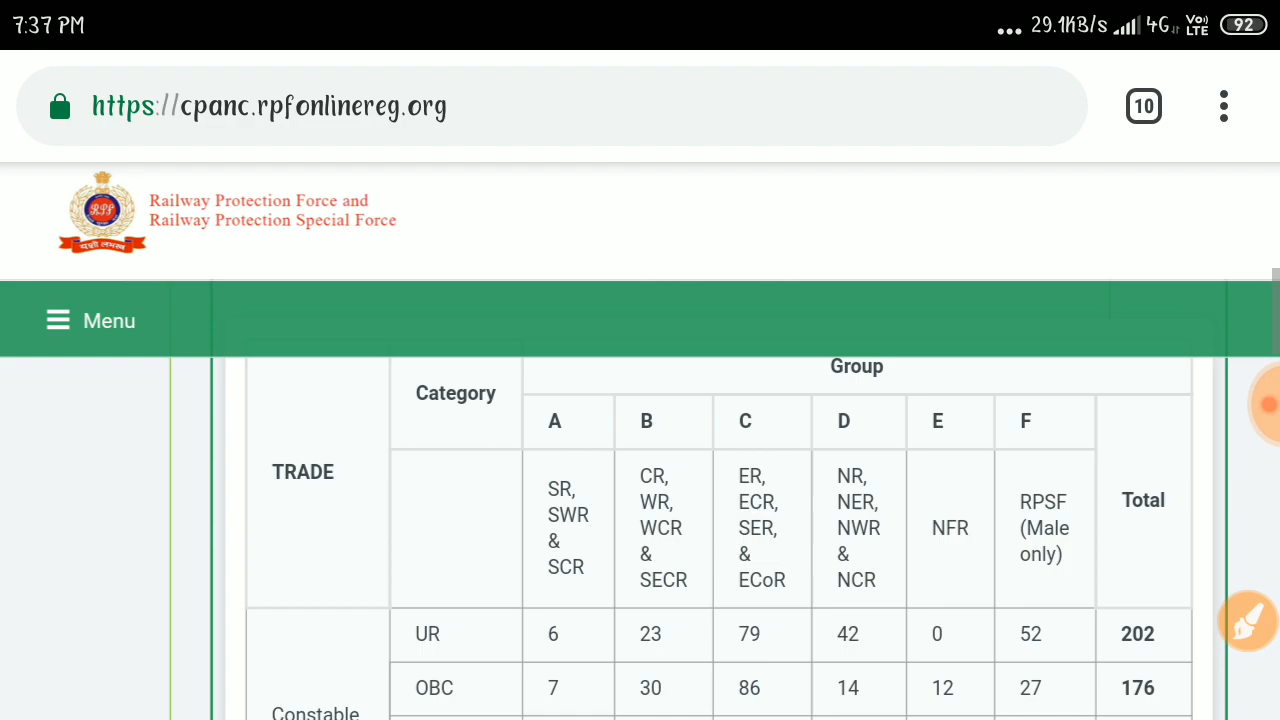 7:37 PM
... 29.1KB/s 4G Vo)) LTE 92
https://cpanc.rpfonlinereg.org
10
RPF
यशो लभस्व
Railway Protection Force and
Railway Protection Special Force
Menu
Group
Category
A B C D E F
TRADE
SR,
SWR
&
SCR
CR,
WR,
WCR
&
SECR
ER,
ECR,
SER,
&
ECoR
NR,
NER,
NWR
&
NCR
NFR
RPSF
(Male
only)
Total
UR 6 23 79 42 0 52 202
OBC 7 30 86 14 12 27 176
Constable